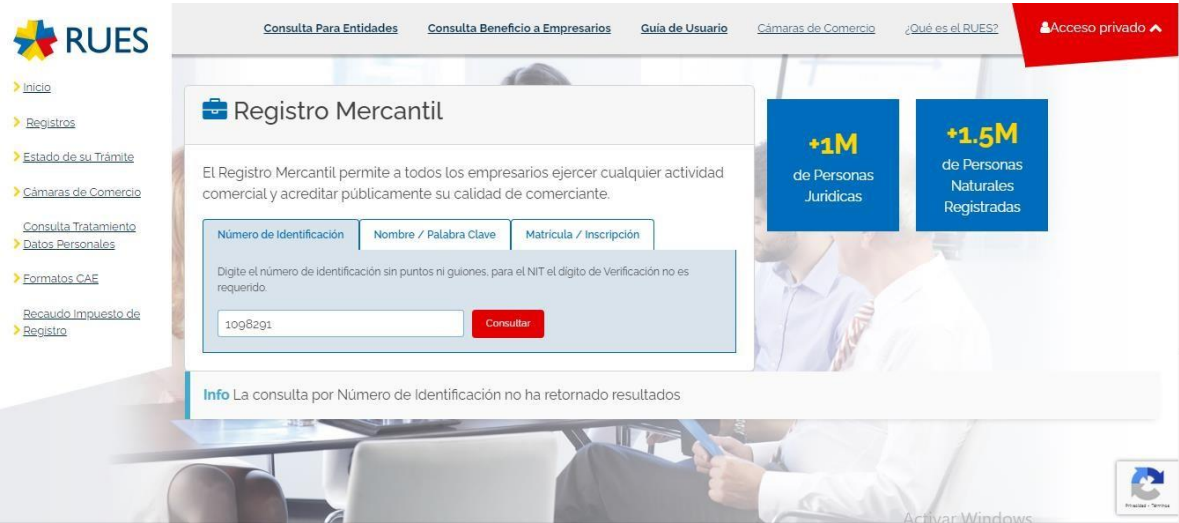 RUES
Consulta Para Entidades
Consulta Beneficio a Empresarios
Guía de Usuario
Cámaras de Comercio
¿Qué es el RUES?
Acceso privado
Inicio
Registros
Estado de su Trámite
Cámaras de Comercio
Consulta Tratamiento
Datos Personales
Formatos CAE
Recaudo Impuesto de
Registro
Registro Mercantil
El Registro Mercantil permite a todos los empresarios ejercer cualquier actividad
comercial y acreditar públicamente su calidad de comerciante.
Número de Identificación
Nombre / Palabra Clave
Matrícula / Inscripción
Digite el número de identificación sin puntos ni guiones, para el NIT el dígito de Verificación no es
requerido.
1098291
Consultar
+1M
de Personas
Juridicas
+1.5M
de Personas
Naturales
Registradas
Info La consulta por Número de Identificación no ha retornado resultados
Privacidad - Términos
Activar Windows